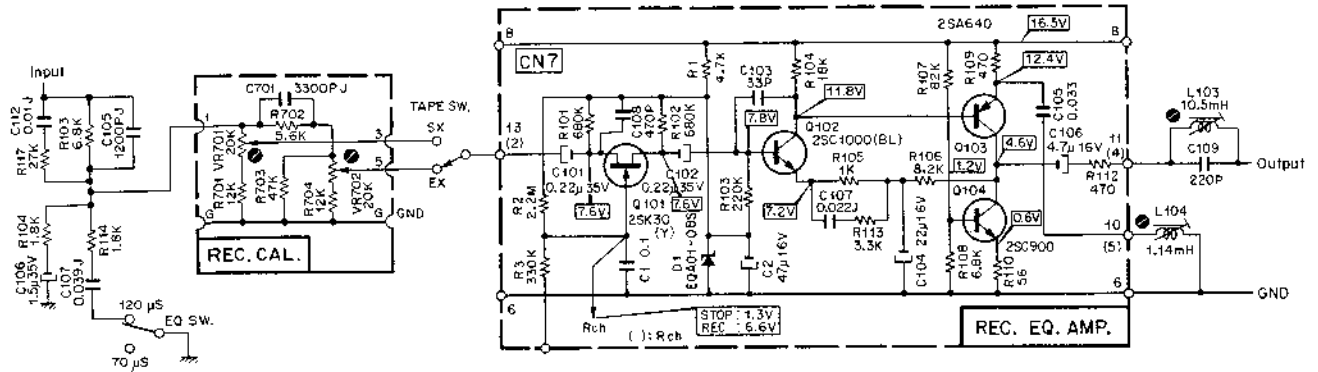 Input
C112
0.01J
R117
27K
R103
6.8K
C105
1200PJ
R104
1.8K
R114
1.8K
C106
1.5µ35V
C107
0.039J
120 µS
EQ SW.
70 µS
C701
3300PJ
R702
5.6K
1
VR701
20K
R701
12K
R703
47K
R704
12K
VR702
20K
3
5
G
G
GND
REC. CAL.
TAPE SW.
SX
EX
8
CN7
13
(2)
R101
680K
C108
470P
R102
680K
C101
0.22µ35V
C102
0.22µ35V
7.6V
7.6V
Q101
2SK30
(Y)
R2
2.2M
R3
330K
C1 0.1
6
Rch
STOP : 1.3V
REC : 6.6V
( ) : Rch
R1
4.7K
D1
EQA01-08S
C2
47µ16V
C103
33P
7.8V
R103
220K
R104
18K
11.8V
Q102
2SC1000(BL)
7.2V
R105
1K
C107
0.022J
R113
3.3K
R106
8.2K
C104
22µ16V
2SA640
16.5V
8
R107
82K
R109
470
12.4V
Q103
1.2V
4.6V
Q104
0.6V
2SC900
R108
6.8K
R110
56
C105
0.033
C106
4.7µ16V
R112
470
11
(4)
10
(5)
6
REC. EQ. AMP.
L103
10.5mH
C109
220P
Output
L104
1.14mH
GND